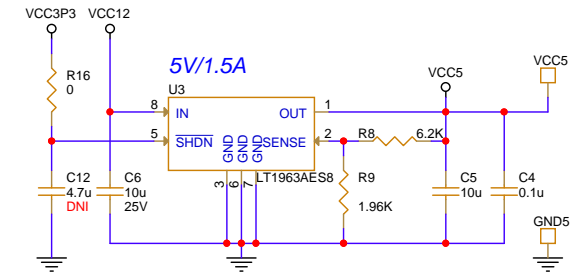 VCC3P3 VCC12
5V/1.5A
VCC5 VCC5
R16
0
U3
8 IN OUT 1
5 SHDN GND GND GND SENSE 2 R8 6.2K
3 6 7 LT1963AES8
C12
4.7u
DNI
C6
10u
25V
R9
1.96K
C5
10u
C4
0.1u
GND5